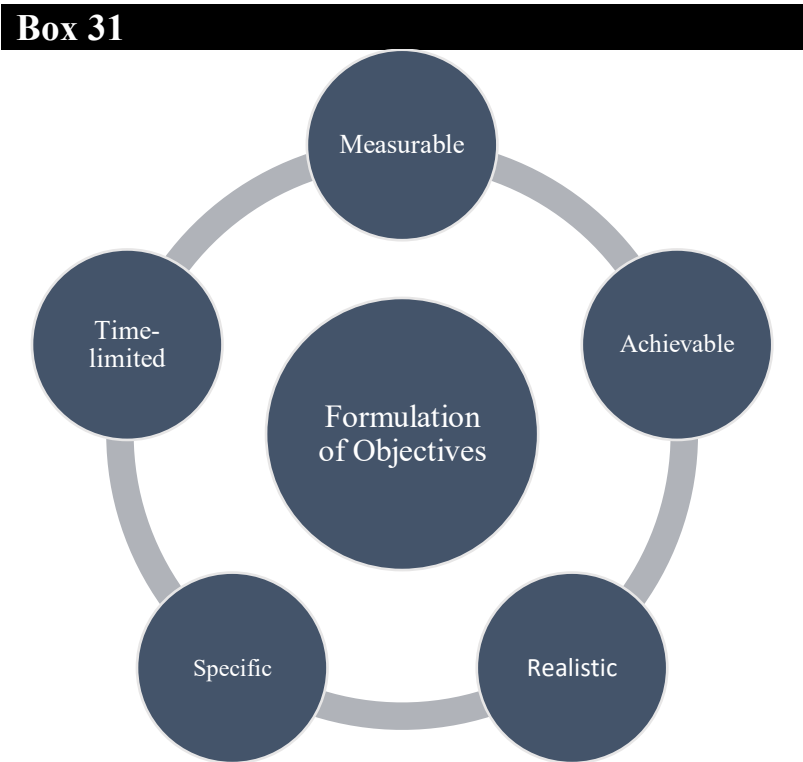 Box 31
Measurable
Time-
limited
Achievable
Formulation
of Objectives
Specific
Realistic